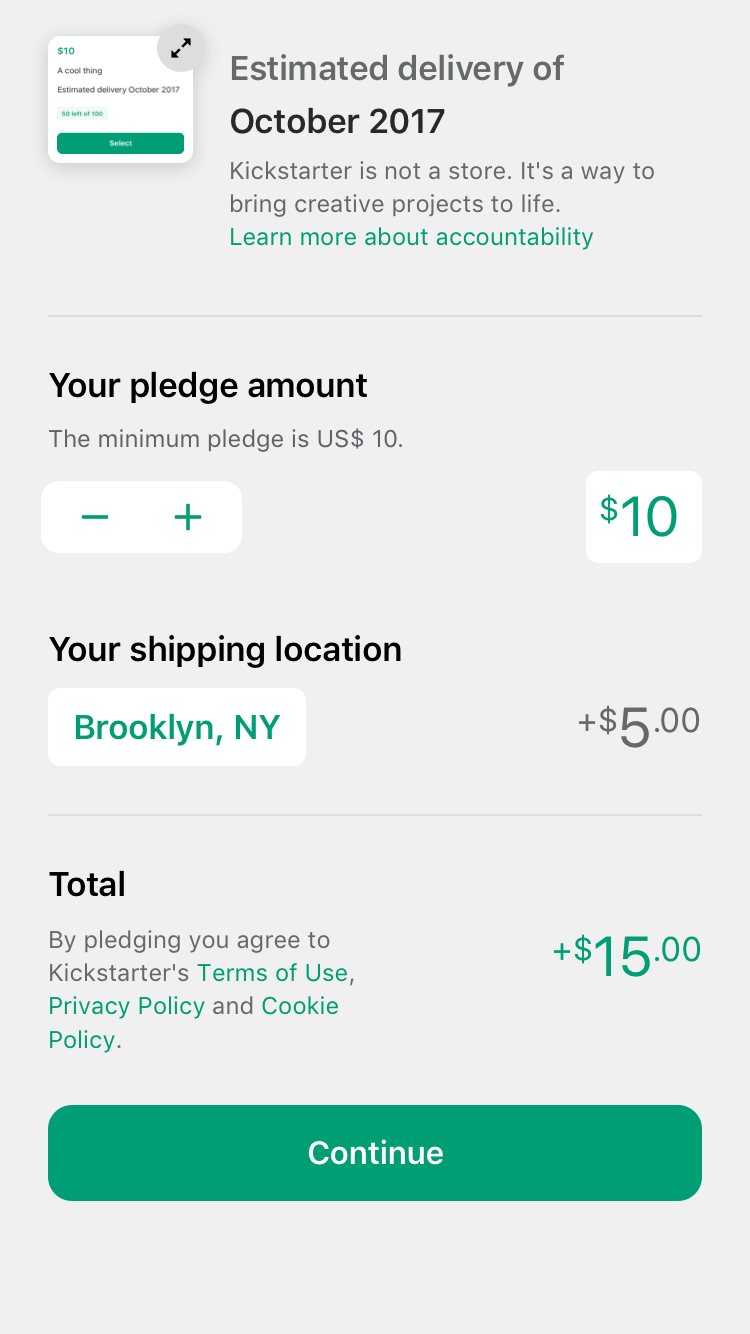 $10
A cool thing
Estimated delivery October 2017
50 left of 100
Select
Estimated delivery of
October 2017
Kickstarter is not a store. It's a way to
bring creative projects to life.
Learn more about accountability
Your pledge amount
The minimum pledge is US$ 10.
$10
Your shipping location
Brooklyn, NY
+$5.00
Total
By pledging you agree to
Kickstarter's Terms of Use,
Privacy Policy and Cookie
Policy.
+$15.00
Continue